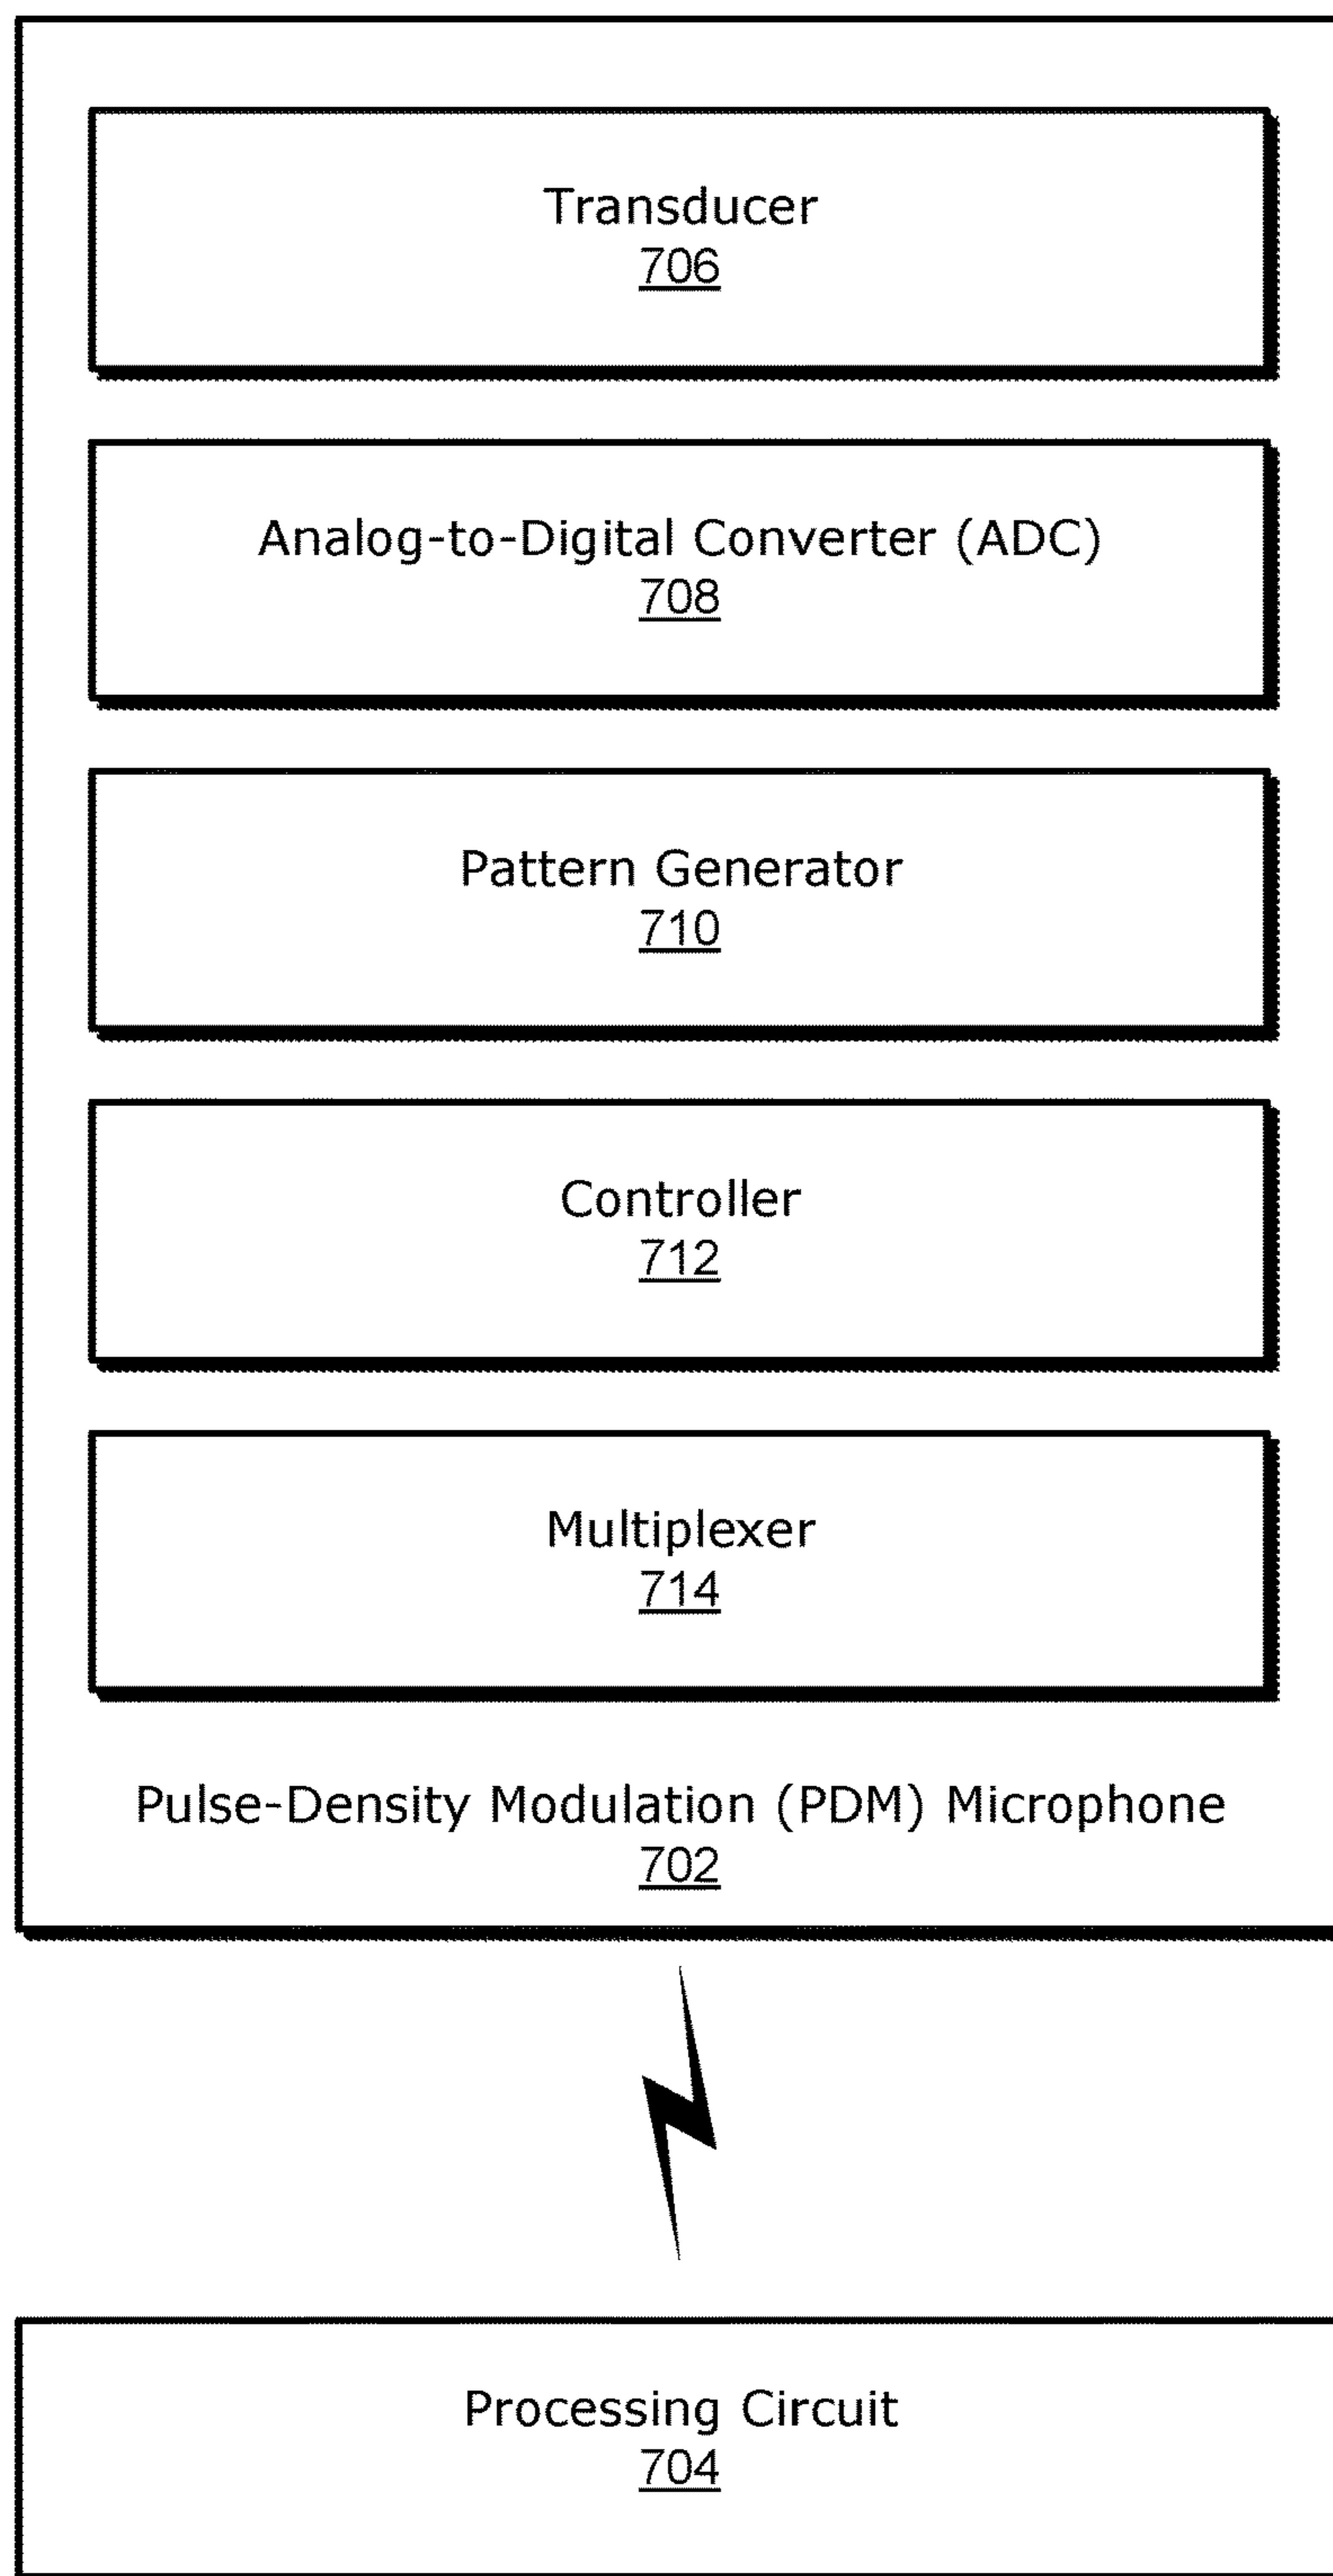 Transducer
706
Analog-to-Digital Converter (ADC)
708
Pattern Generator
710
Controller
712
Multiplexer
714
Pulse-Density Modulation (PDM) Microphone
702
Processing Circuit
704